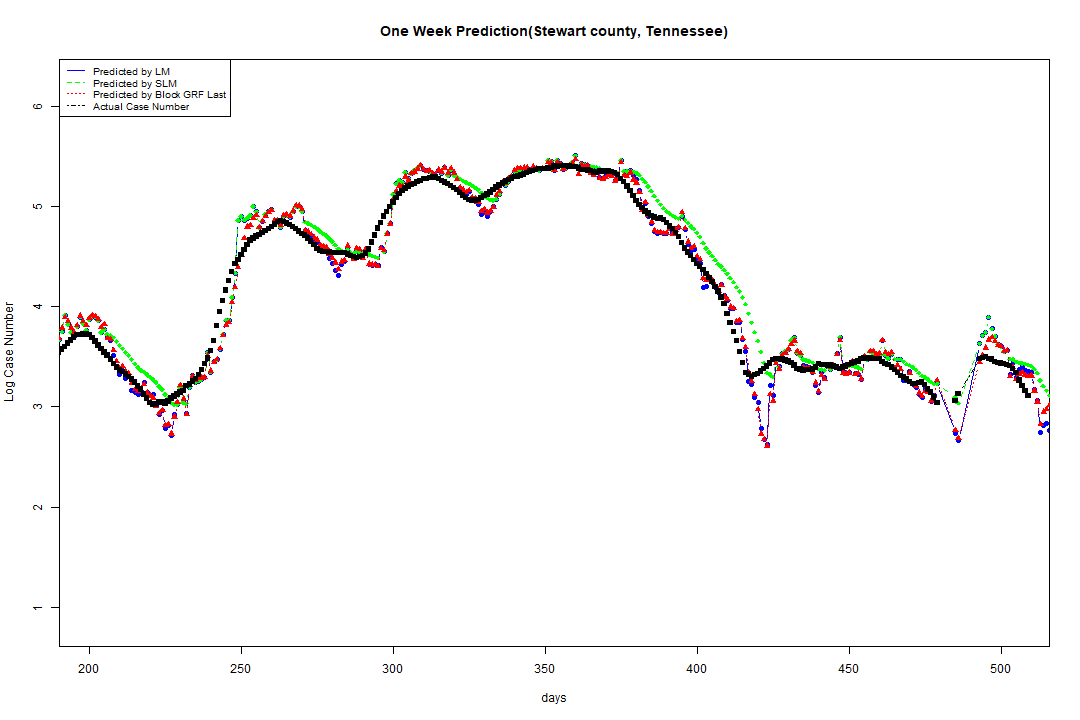 One Week Prediction(Stewart county, Tennessee)
Predicted by LM
Predicted by SLM
Predicted by Block GRF Last
Actual Case Number
Log Case Number
6
5
4
3
2
1
200 250 300 350 400 450 500
days